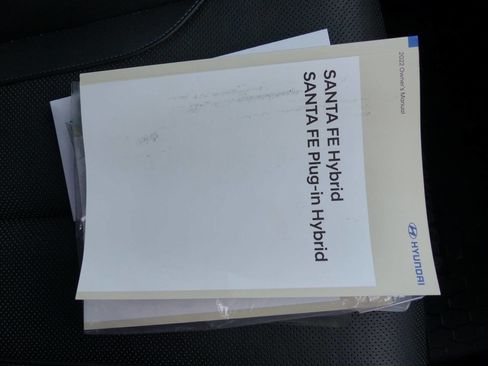 2022 Owner's Manual
SANTA FE Hybrid
SANTA FE Plug-in Hybrid
HYUNDAI